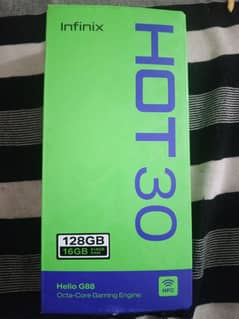 Infinix
HOT 30
128GB
16GB
Helio G88
Octa-Core Gaming Engine
NFC